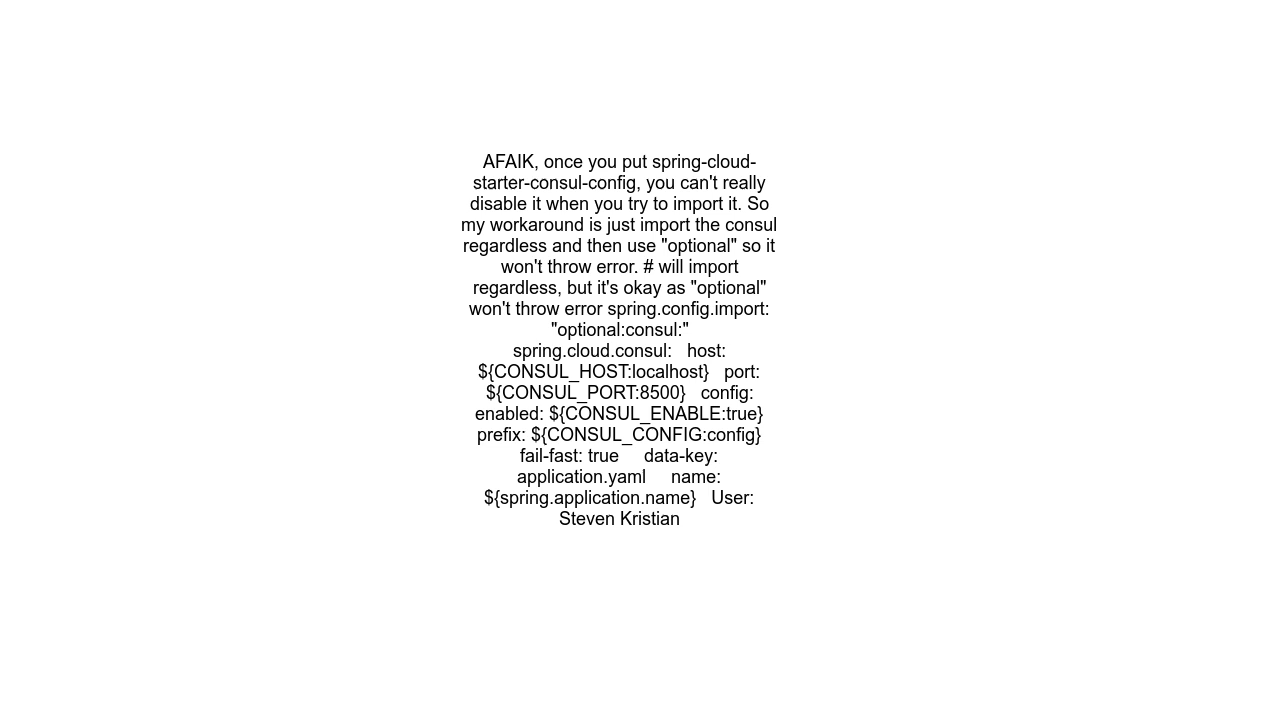 AFAIK, once you put spring-cloud-
starter-consul-config, you can't really
disable it when you try to import it. So
my workaround is just import the consul
regardless and then use "optional" so it
won't throw error. # will import
regardless, but it's okay as "optional"
won't throw error spring.config.import:
"optional:consul:"
spring.cloud.consul:   host:
${CONSUL_HOST:localhost}   port:
${CONSUL_PORT:8500}   config:
enabled: ${CONSUL_ENABLE:true}
prefix: ${CONSUL_CONFIG:config}
fail-fast: true     data-key:
application.yaml     name:
${spring.application.name}   User:
Steven Kristian